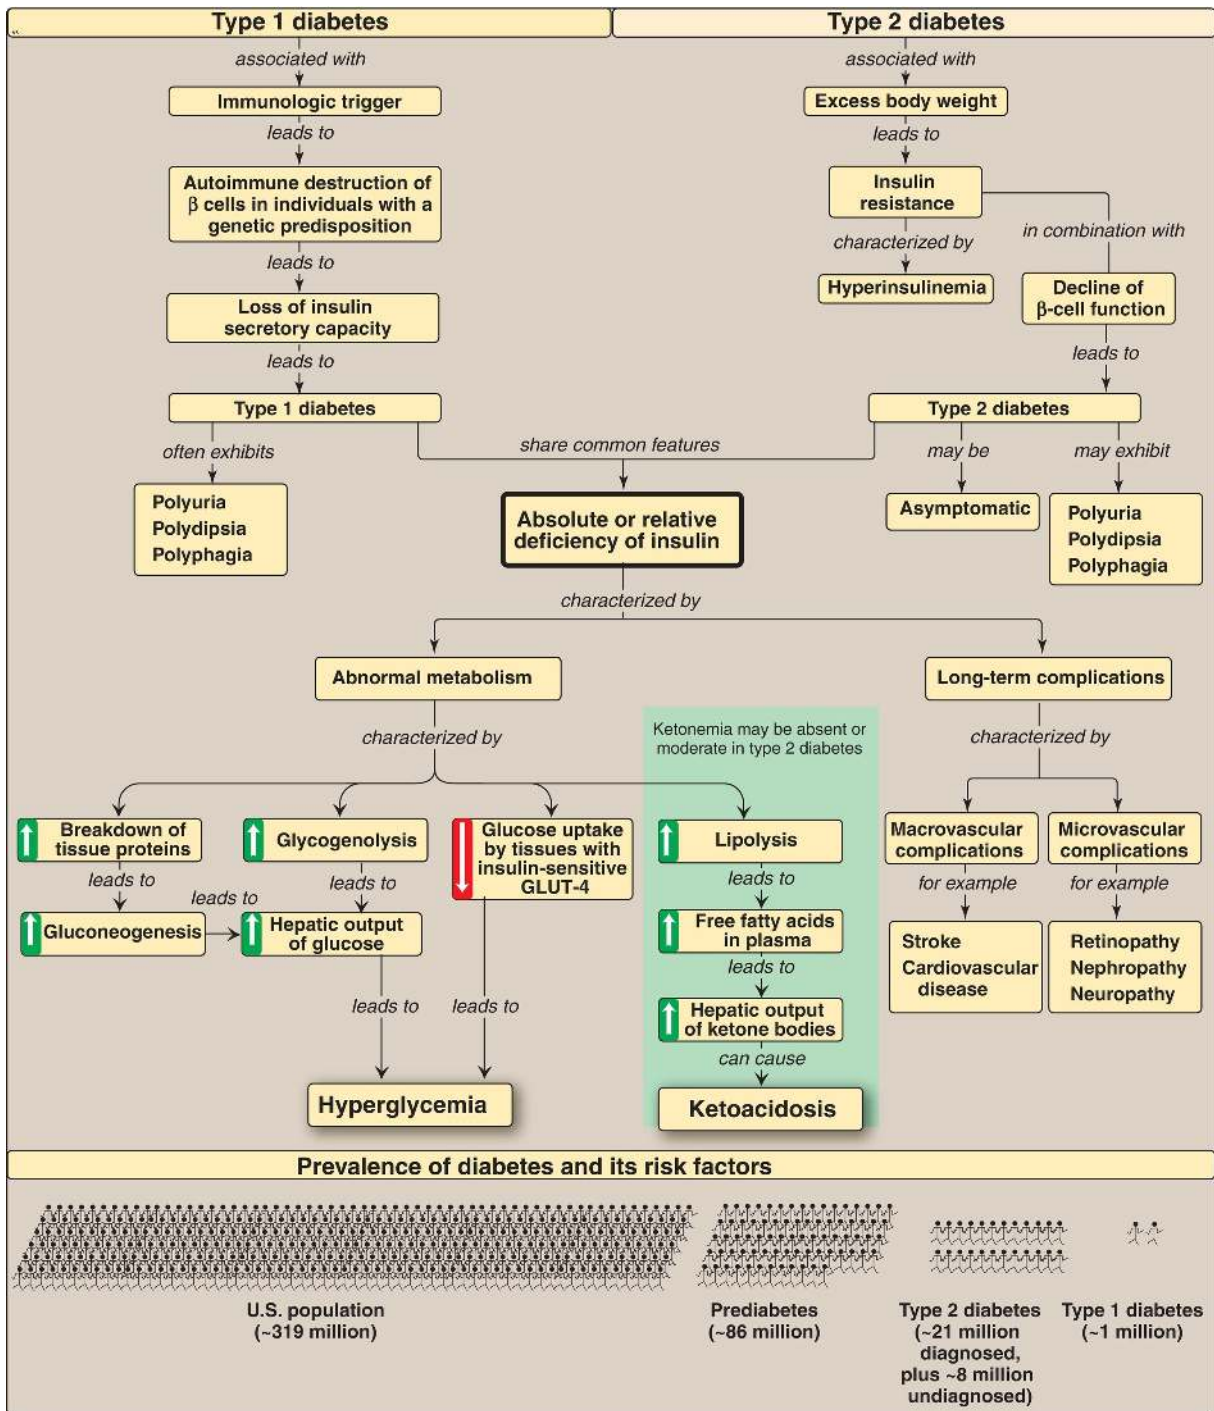 Type 1 diabetes
associated with
Immunologic trigger
leads to
Autoimmune destruction of
β cells in individuals with a
genetic predisposition
leads to
Loss of insulin
secretory capacity
leads to
Type 1 diabetes
often exhibits
Polyuria
Polydipsia
Polyphagia
Type 2 diabetes
associated with
Excess body weight
leads to
Insulin
resistance
characterized by
Hyperinsulinemia
in combination with
Decline of
β-cell function
leads to
Type 2 diabetes
may be
Asymptomatic
may exhibit
Polyuria
Polydipsia
Polyphagia
share common features
Absolute or relative
deficiency of insulin
characterized by
Abnormal metabolism
characterized by
Breakdown of
tissue proteins
leads to
Gluconeogenesis
leads to
Glycogenolysis
leads to
Hepatic output
of glucose
leads to
Glucose uptake
by tissues with
insulin-sensitive
GLUT-4
leads to
Hyperglycemia
Ketonemia may be absent or
moderate in type 2 diabetes
Lipolysis
leads to
Free fatty acids
in plasma
leads to
Hepatic output
of ketone bodies
can cause
Ketoacidosis
Long-term complications
characterized by
Macrovascular
complications
for example
Stroke
Cardiovascular
disease
Microvascular
complications
for example
Retinopathy
Nephropathy
Neuropathy
Prevalence of diabetes and its risk factors
U.S. population
(~319 million)
Prediabetes
(~86 million)
Type 2 diabetes
(~21 million
diagnosed,
plus ~8 million
undiagnosed)
Type 1 diabetes
(~1 million)